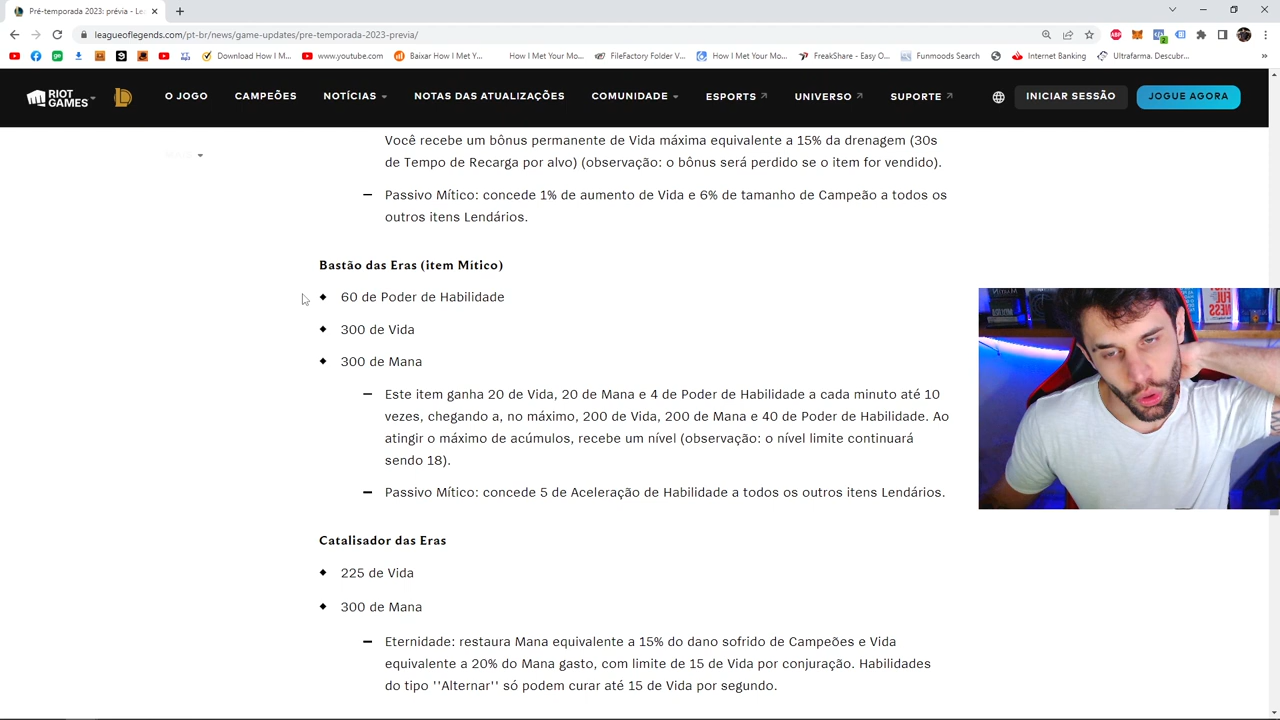 Pré-temporada 2023: prévia - Le
leagueoflegends.com/pt-br/news/game-updates/pre-temporada-2023-previa/
Download How I M...
www.youtube.com
Baixar How I Met Y...
How I Met Your Mo...
FileFactory Folder V...
How I Met Your Mo...
FreakShare - Easy O...
Funmoods Search
Internet Banking
Ultrafarma. Descubr...
RIOT GAMES
O JOGO
CAMPEÕES
NOTÍCIAS
NOTAS DAS ATUALIZAÇÕES
COMUNIDADE
ESPORTS
UNIVERSO
SUPORTE
INICIAR SESSÃO
JOGUE AGORA
Você recebe um bônus permanente de Vida máxima equivalente a 15% da drenagem (30s
de Tempo de Recarga por alvo) (observação: o bônus será perdido se o item for vendido).
Passivo Mítico: concede 1% de aumento de Vida e 6% de tamanho de Campeão a todos os
outros itens Lendários.
Bastão das Eras (item Mítico)
60 de Poder de Habilidade
300 de Vida
300 de Mana
Este item ganha 20 de Vida, 20 de Mana e 4 de Poder de Habilidade a cada minuto até 10
vezes, chegando a, no máximo, 200 de Vida, 200 de Mana e 40 de Poder de Habilidade. Ao
atingir o máximo de acúmulos, recebe um nível (observação: o nível limite continuará
sendo 18).
Passivo Mítico: concede 5 de Aceleração de Habilidade a todos os outros itens Lendários.
Catalisador das Eras
225 de Vida
300 de Mana
Eternidade: restaura Mana equivalente a 15% do dano sofrido de Campeões e Vida
equivalente a 20% do Mana gasto, com limite de 15 de Vida por conjuração. Habilidades
do tipo ''Alternar'' só podem curar até 15 de Vida por segundo.